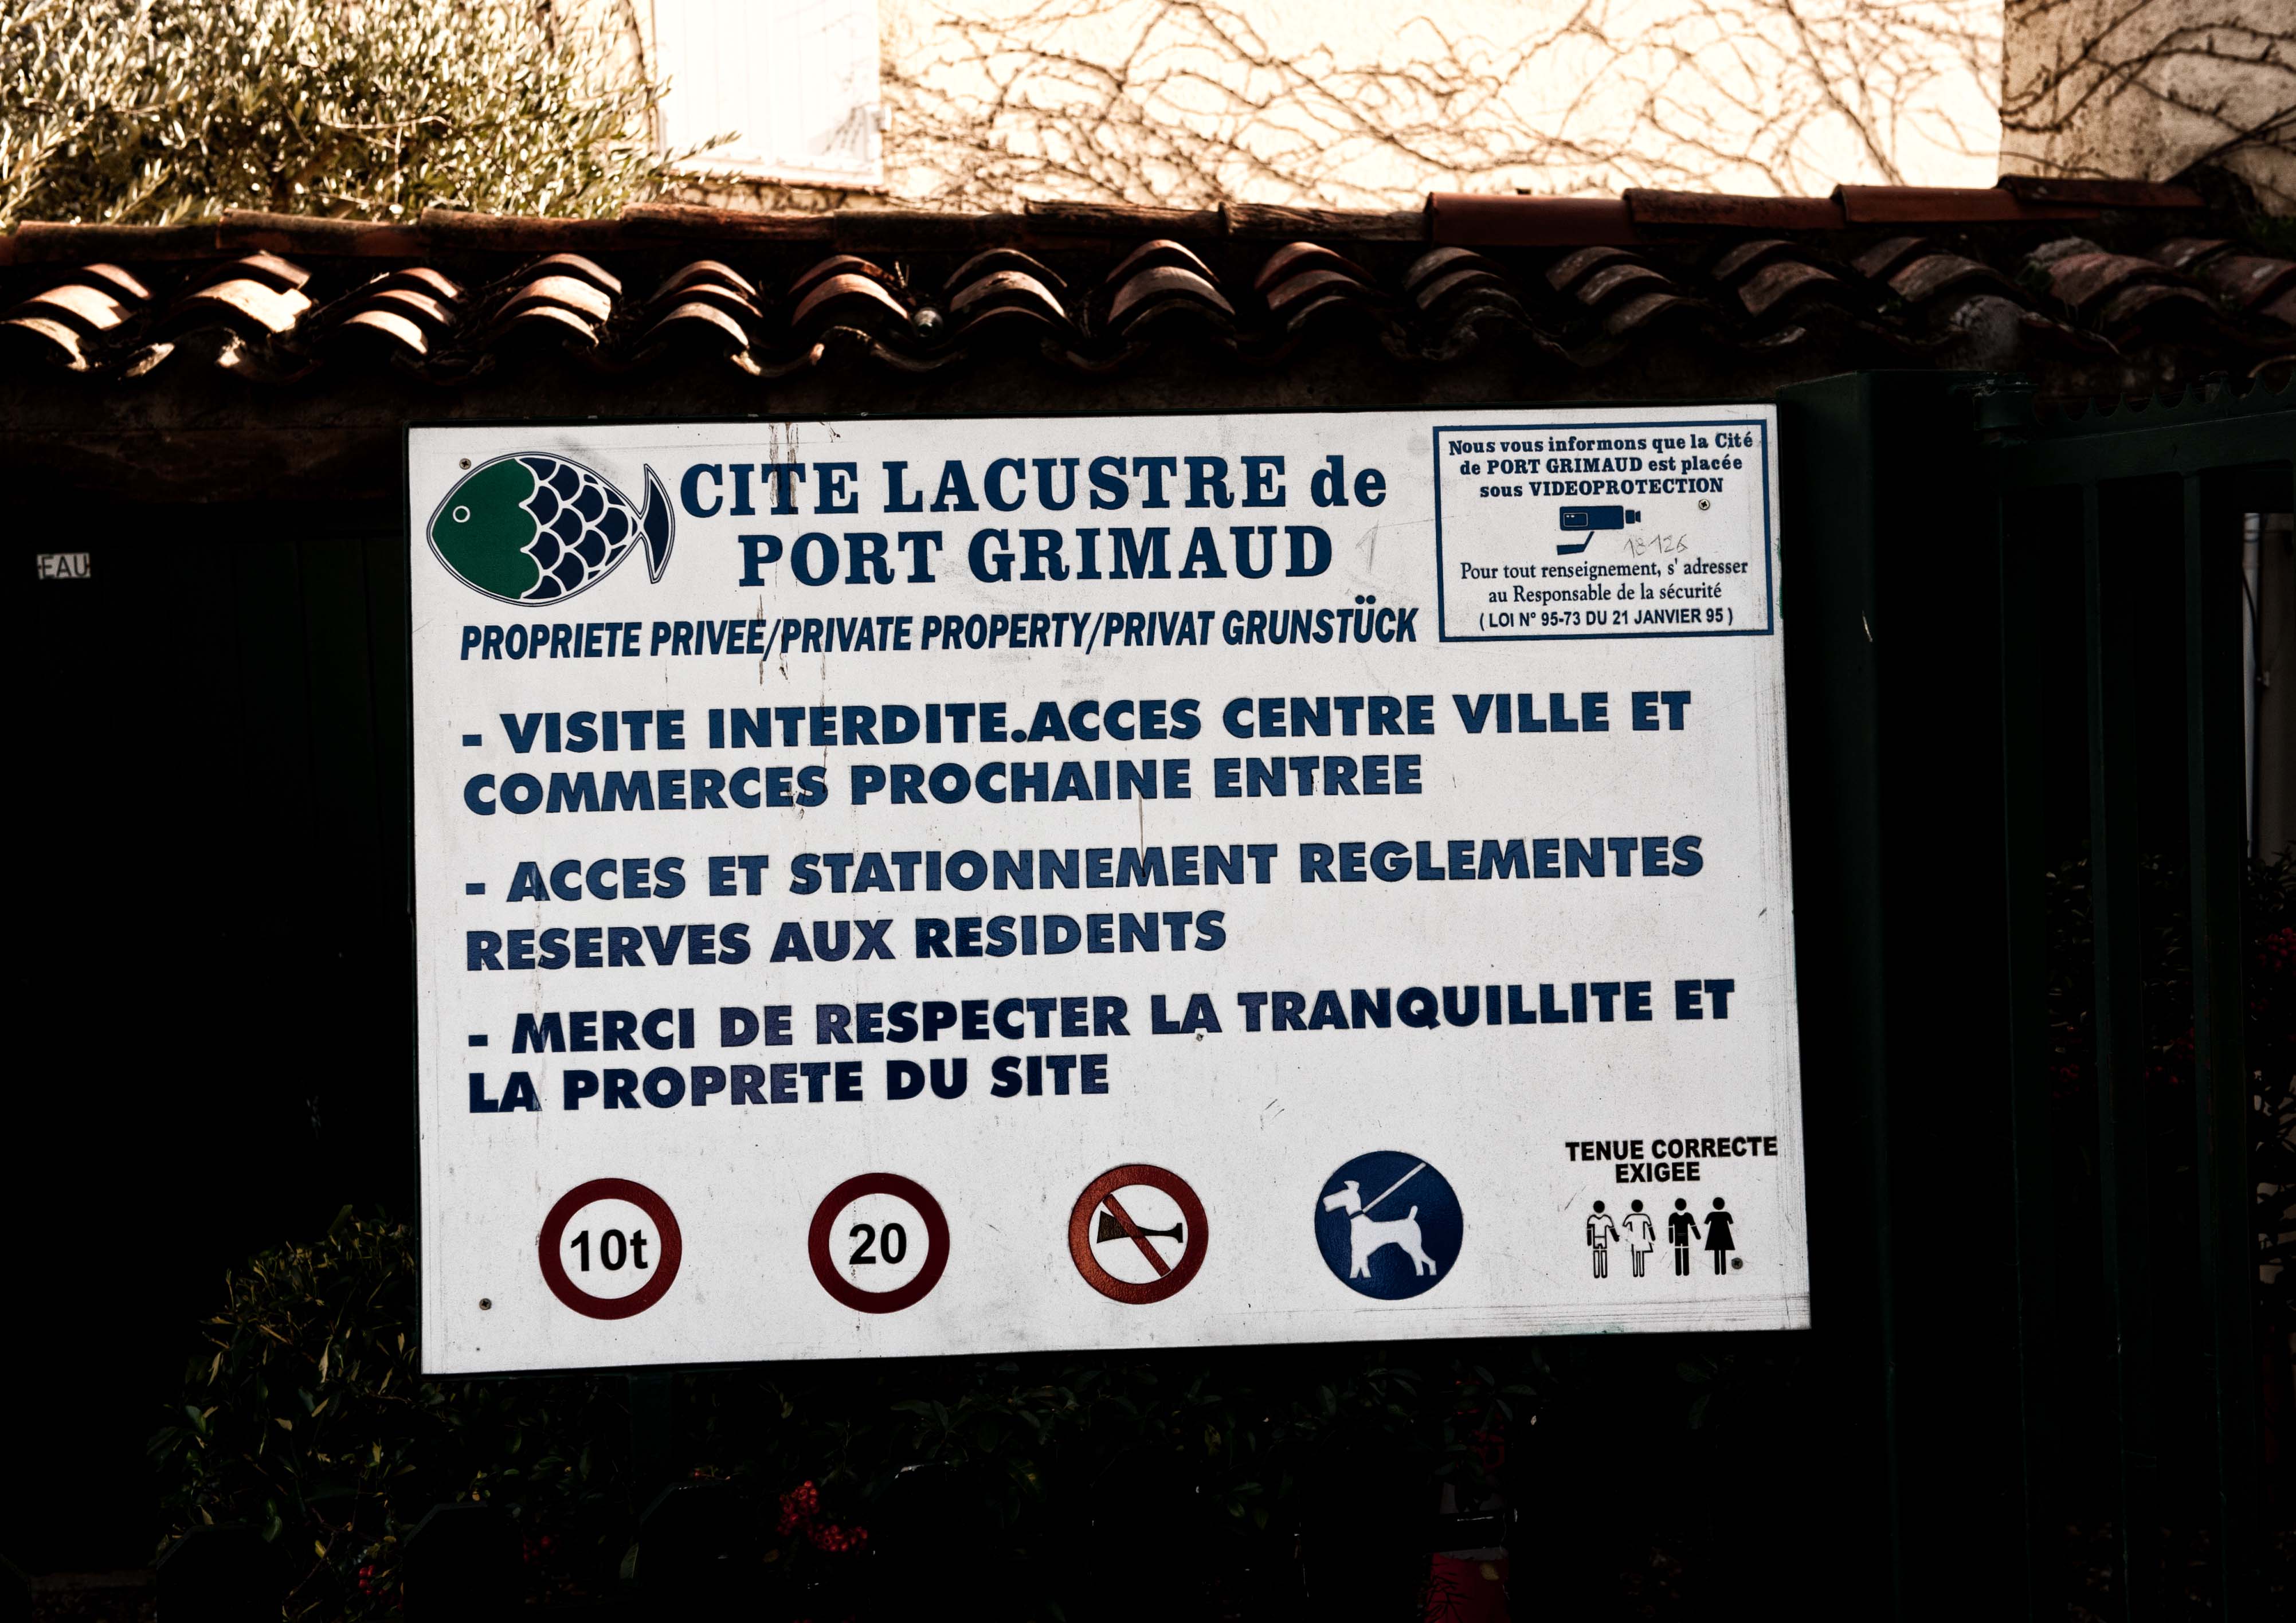 CITE LACUSTRE de
PORT GRIMAUD
PROPRIETE PRIVEE/PRIVATE PROPERTY/PRIVAT GRUNSTÜCK
Nous vous informons que la Cité
de PORT GRIMAUD est placée
sous VIDEOPROTECTION
18126
Pour tout renseignement, s' adresser
au Responsable de la sécurité
( LOI N° 95-73 DU 21 JANVIER 95 )
EAU
- VISITE INTERDITE.ACCES CENTRE VILLE ET
COMMERCES PROCHAINE ENTREE
- ACCES ET STATIONNEMENT REGLEMENTES
RESERVES AUX RESIDENTS
- MERCI DE RESPECTER LA TRANQUILLITE ET
LA PROPRETE DU SITE
10t
20
TENUE CORRECTE
EXIGEE